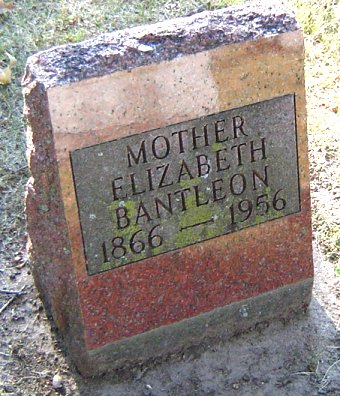 MOTHER
ELIZABETH
BANTLEON
1866 — 1956